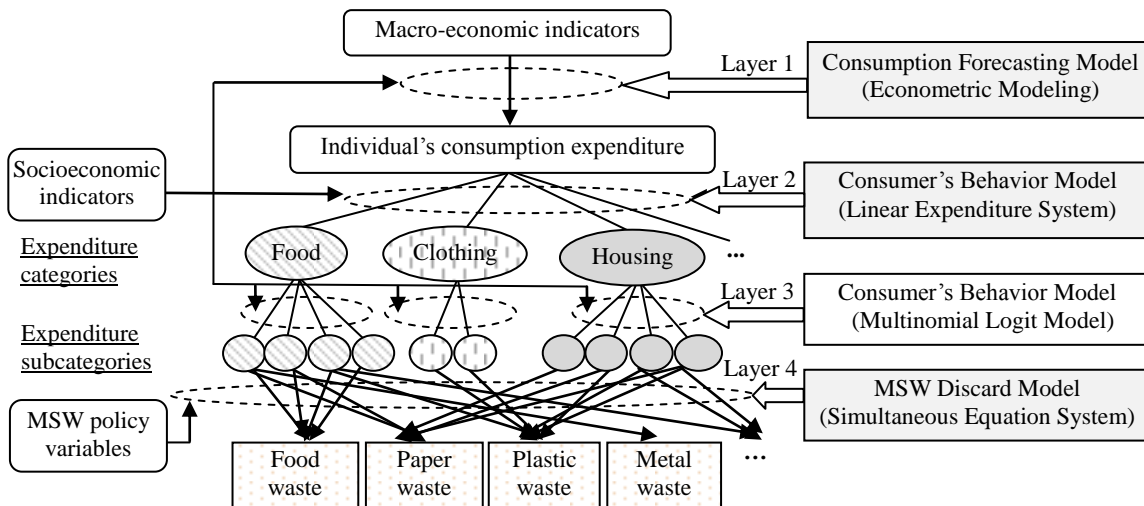 Macro-economic indicators
Layer 1
Consumption Forecasting Model
(Econometric Modeling)
Individual's consumption expenditure
Socioeconomic
indicators
Layer 2
Consumer's Behavior Model
(Linear Expenditure System)
Expenditure
categories
Food
Clothing
Housing
...
Layer 3
Consumer's Behavior Model
(Multinomial Logit Model)
Expenditure
subcategories
Layer 4
MSW Discard Model
(Simultaneous Equation System)
MSW policy
variables
Food
waste
Paper
waste
Plastic
waste
Metal
waste
...